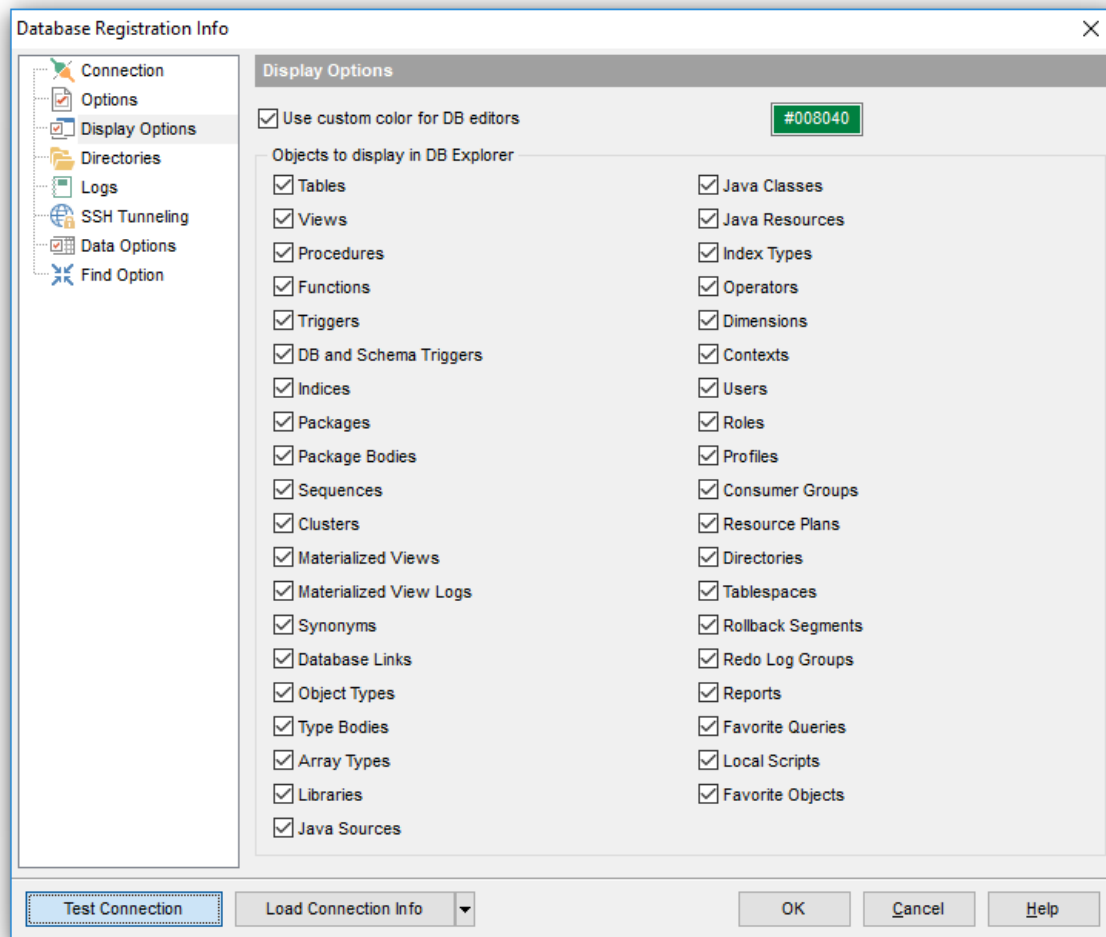 Database Registration Info
Connection
Options
Display Options
Directories
Logs
SSH Tunneling
Data Options
Find Option
Display Options
Use custom color for DB editors
#008040
Objects to display in DB Explorer
Tables
Views
Procedures
Functions
Triggers
DB and Schema Triggers
Indices
Packages
Package Bodies
Sequences
Clusters
Materialized Views
Materialized View Logs
Synonyms
Database Links
Object Types
Type Bodies
Array Types
Libraries
Java Sources
Java Classes
Java Resources
Index Types
Operators
Dimensions
Contexts
Users
Roles
Profiles
Consumer Groups
Resource Plans
Directories
Tablespaces
Rollback Segments
Redo Log Groups
Reports
Favorite Queries
Local Scripts
Favorite Objects
Test Connection
Load Connection Info
OK
Cancel
Help